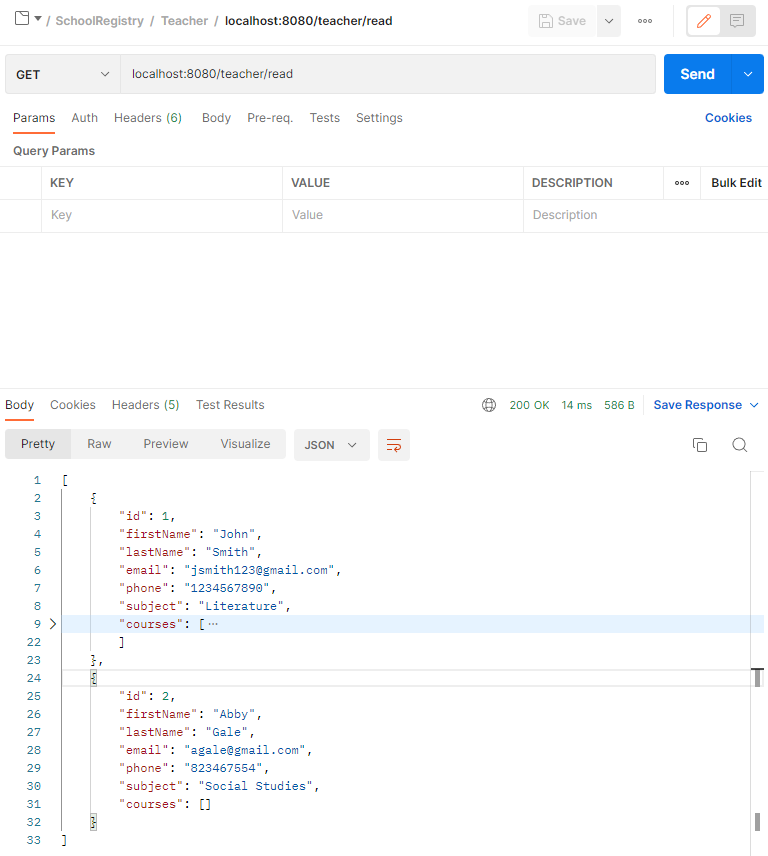 / SchoolRegistry / Teacher / localhost:8080/teacher/read Save ooo
GET localhost:8080/teacher/read Send
Params Auth Headers (6) Body Pre-req. Tests Settings Cookies
Query Params
KEY VALUE DESCRIPTION ooo Bulk Edit
Key Value Description
Body Cookies Headers (5) Test Results 200 OK 14 ms 586 B Save Response
Pretty Raw Preview Visualize JSON
1 [
2 {
3 "id": 1,
4 "firstName": "John",
5 "lastName": "Smith",
6 "email": "jsmith123@gmail.com",
7 "phone": "1234567890",
8 "subject": "Literature",
9 "courses": [ ···
22 ]
23 },
24 {
25 "id": 2,
26 "firstName": "Abby",
27 "lastName": "Gale",
28 "email": "agale@gmail.com",
29 "phone": "823467554",
30 "subject": "Social Studies",
31 "courses": []
32 }
33 ]